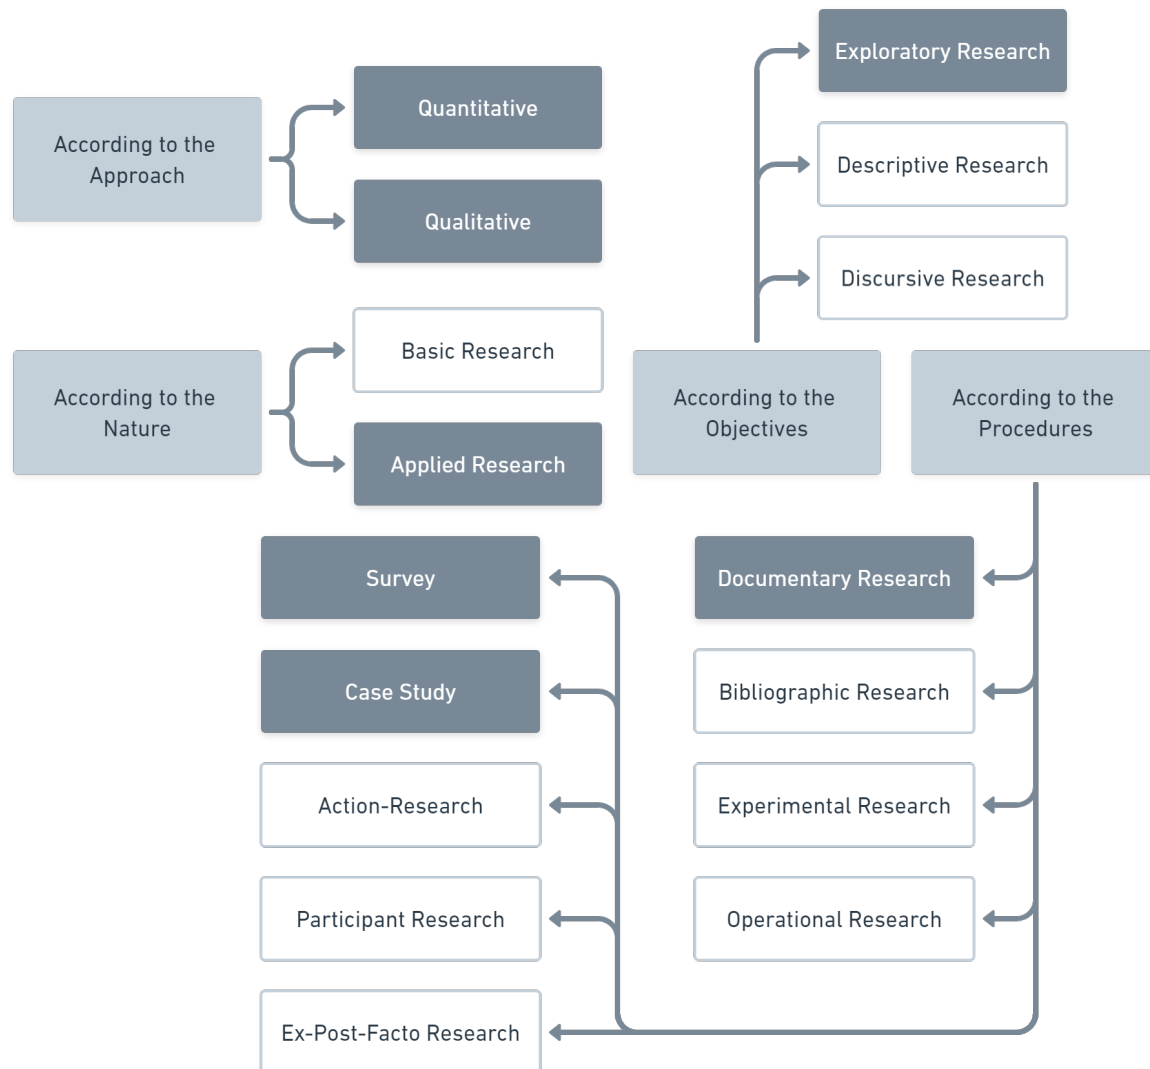 According to the
Approach
Quantitative
Qualitative
According to the
Nature
Basic Research
Applied Research
Exploratory Research
Descriptive Research
Discursive Research
According to the
Objectives
According to the
Procedures
Documentary Research
Bibliographic Research
Experimental Research
Operational Research
Survey
Case Study
Action-Research
Participant Research
Ex-Post-Facto Research